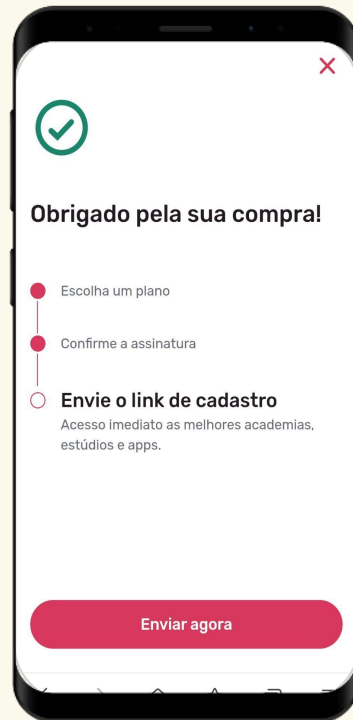 Obrigado pela sua compra!
Escolha um plano
Confirme a assinatura
Envie o link de cadastro
Acesso imediato as melhores academias,
estúdios e apps.
Enviar agora